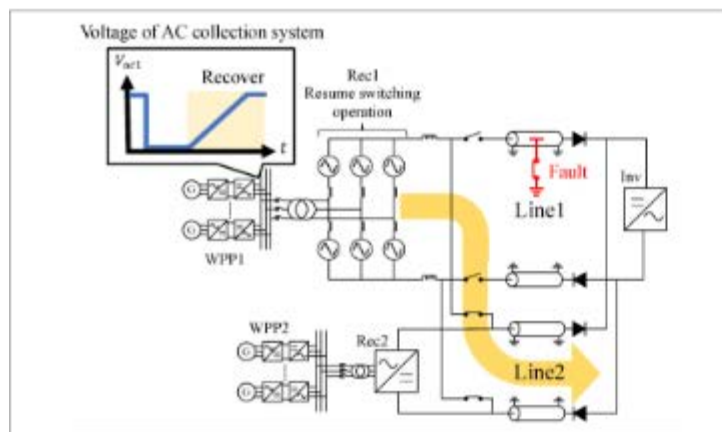 Voltage of AC collection system
Vac1
Recover
t
Rec1
Resume switching
operation
Fault
Inv
Line1
G
G
WPP1
WPP2
Rec2
G
G
Line2